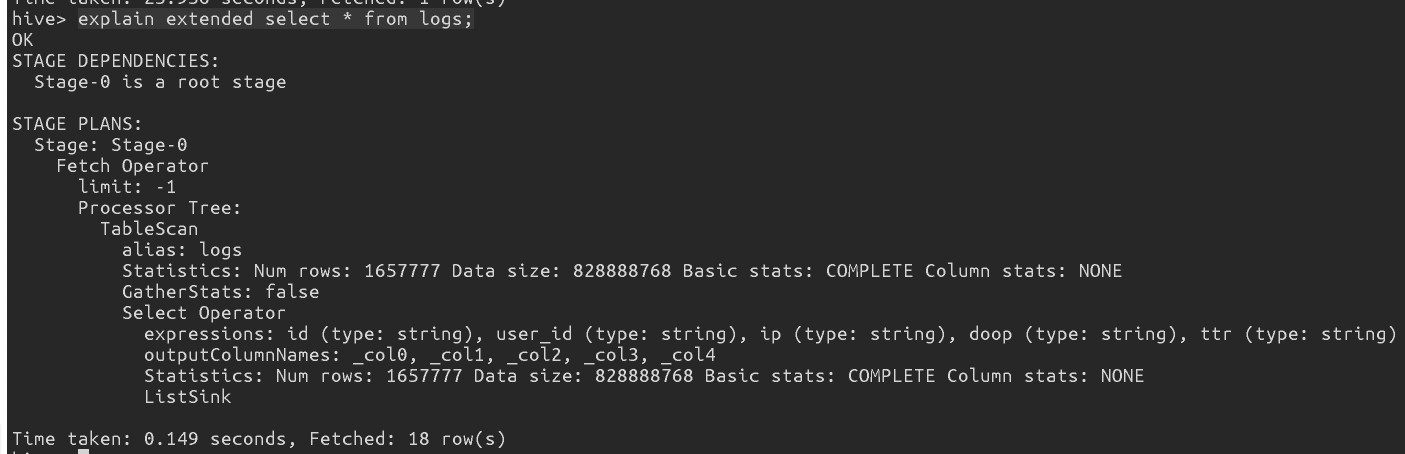 Time taken: 23.936 seconds, Fetched: 1 row(s)
hive> explain extended select * from logs;
OK
STAGE DEPENDENCIES:
  Stage-0 is a root stage

STAGE PLANS:
  Stage: Stage-0
    Fetch Operator
      limit: -1
      Processor Tree:
        TableScan
          alias: logs
          Statistics: Num rows: 1657777 Data size: 828888768 Basic stats: COMPLETE Column stats: NONE
          GatherStats: false
          Select Operator
            expressions: id (type: string), user_id (type: string), ip (type: string), doop (type: string), ttr (type: string)
            outputColumnNames: _col0, _col1, _col2, _col3, _col4
            Statistics: Num rows: 1657777 Data size: 828888768 Basic stats: COMPLETE Column stats: NONE
            ListSink

Time taken: 0.149 seconds, Fetched: 18 row(s)
hive>